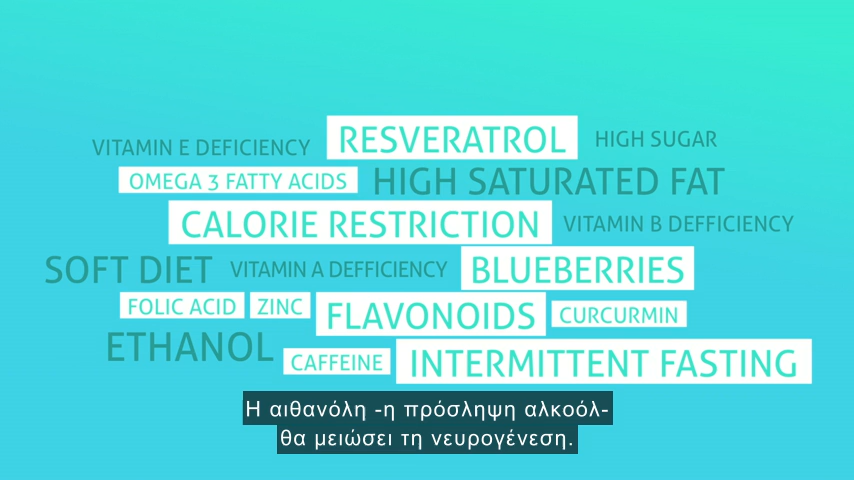 VITAMIN E DEFICIENCY RESVERATROL HIGH SUGAR
OMEGA 3 FATTY ACIDS HIGH SATURATED FAT
CALORIE RESTRICTION VITAMIN B DEFFICIENCY
SOFT DIET VITAMIN A DEFFICIENCY BLUEBERRIES
FOLIC ACID ZINC FLAVONOIDS CURCURMIN
ETHANOL CAFFEINE INTERMITTENT FASTING
Η αιθανόλη -η πρόσληψη αλκοόλ-
θα μειώσει τη νευρογένεση.